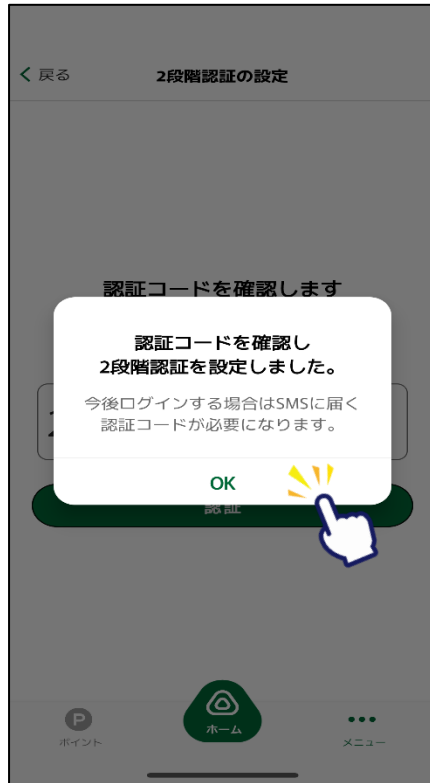 戻る
2段階認証の設定
認証コードを確認します
認証コードを確認し
2段階認証を設定しました。
今後ログインする場合はSMSに届く
認証コードが必要になります。
OK
認証
P
ポイント
ホーム
メニュー